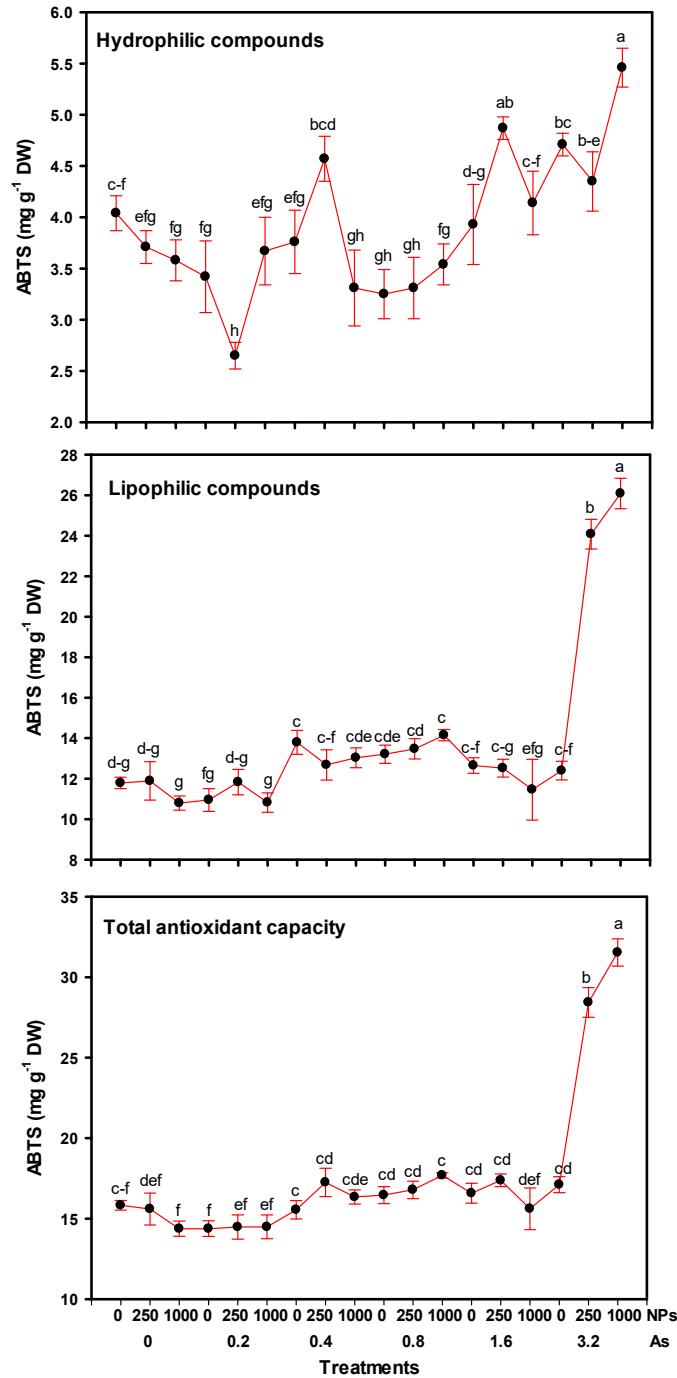 6.0
Hydrophilic compounds
a
5.5
ab
5.0
bcd
bc
b-e
4.5
c-f
c-f
d-g
4.0
efg
fg
fg
efg
efg
gh
gh
gh
fg
3.5
3.0
h
2.5
2.0
ABTS (mg g⁻¹ DW)
28
Lipophilic compounds
a
26
b
24
22
20
18
16
14
d-g
d-g
g
fg
d-g
g
c
c-f
cde
cde
cd
c
c-f
c-g
efg
c-f
12
10
8
ABTS (mg g⁻¹ DW)
35
Total antioxidant capacity
a
30
b
25
20
c-f
def
f
f
ef
ef
c
cd
cde
cd
cd
c
cd
cd
def
cd
15
10
ABTS (mg g⁻¹ DW)
0 250 1000 0 250 1000 0 250 1000 0 250 1000 0 250 1000 0 250 1000 NPs
0 0.2 0.4 0.8 1.6 3.2 As
Treatments